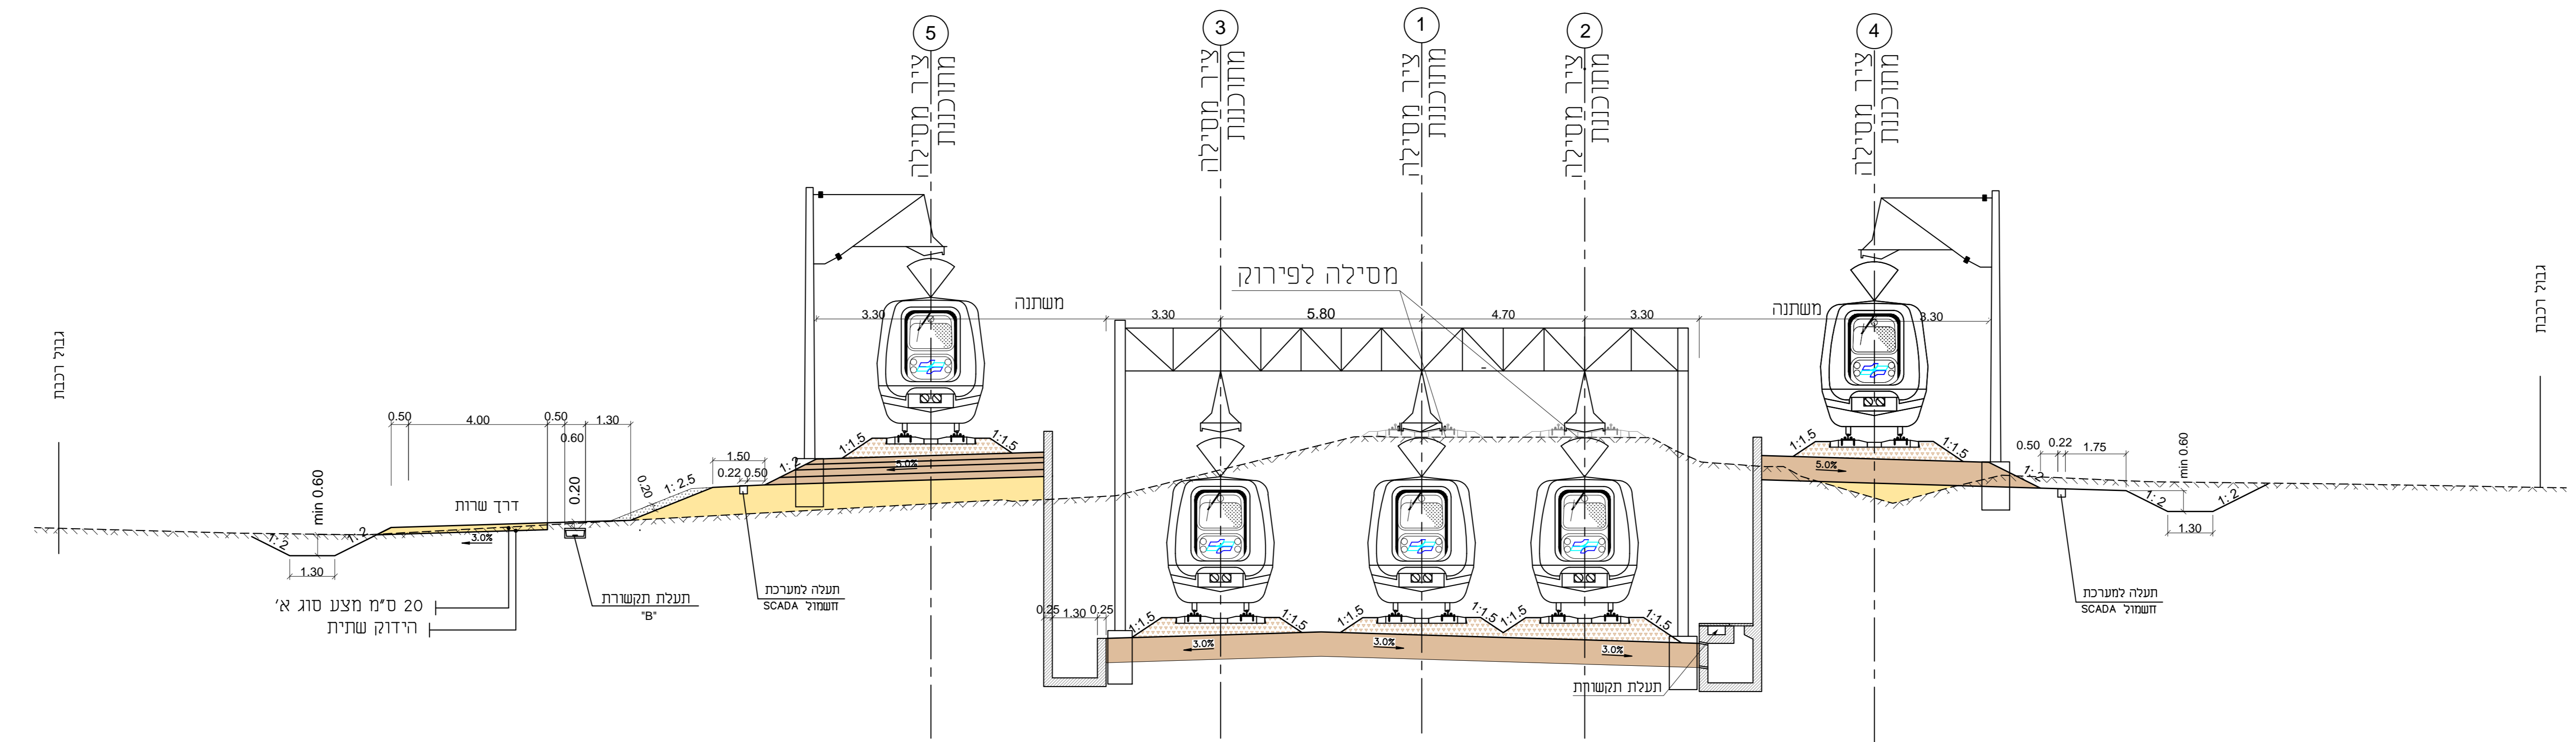 5
3
1
2
4
ציר מסילה
מתוכננת
ציר מסילה
מתוכננת
ציר מסילה
מתוכננת
ציר מסילה
מתוכננת
ציר מסילה
מתוכננת
גבול רכבת
גבול רכבת
מסילה לפירוק
משתנה
משתנה
3.30
3.30
5.80
4.70
3.30
3.30
0.50
4.00
0.50
0.60
1.30
1.50
0.22
0.50
0.20
0.20
1: 2.5
1: 2
1:1.5
1:1.5
5.0%
min 0.60
דרך שרות
1: 2
1: 2
3.0%
1.30
20 ס"מ מצע סוג א'
הידוק שתית
תעלת תקשורת
"B"
תעלה למערכת
חשמול SCADA
0.25
1.30
0.25
1:1.5
1:1.5
1:1.5
1:1.5
1:1.5
3.0%
3.0%
3.0%
תעלת תקשורת
1:1.5
1:1.5
5.0%
1: 2
0.50
0.22
1.75
min 0.60
1: 2
1: 2
1.30
תעלה למערכת
חשמול SCADA